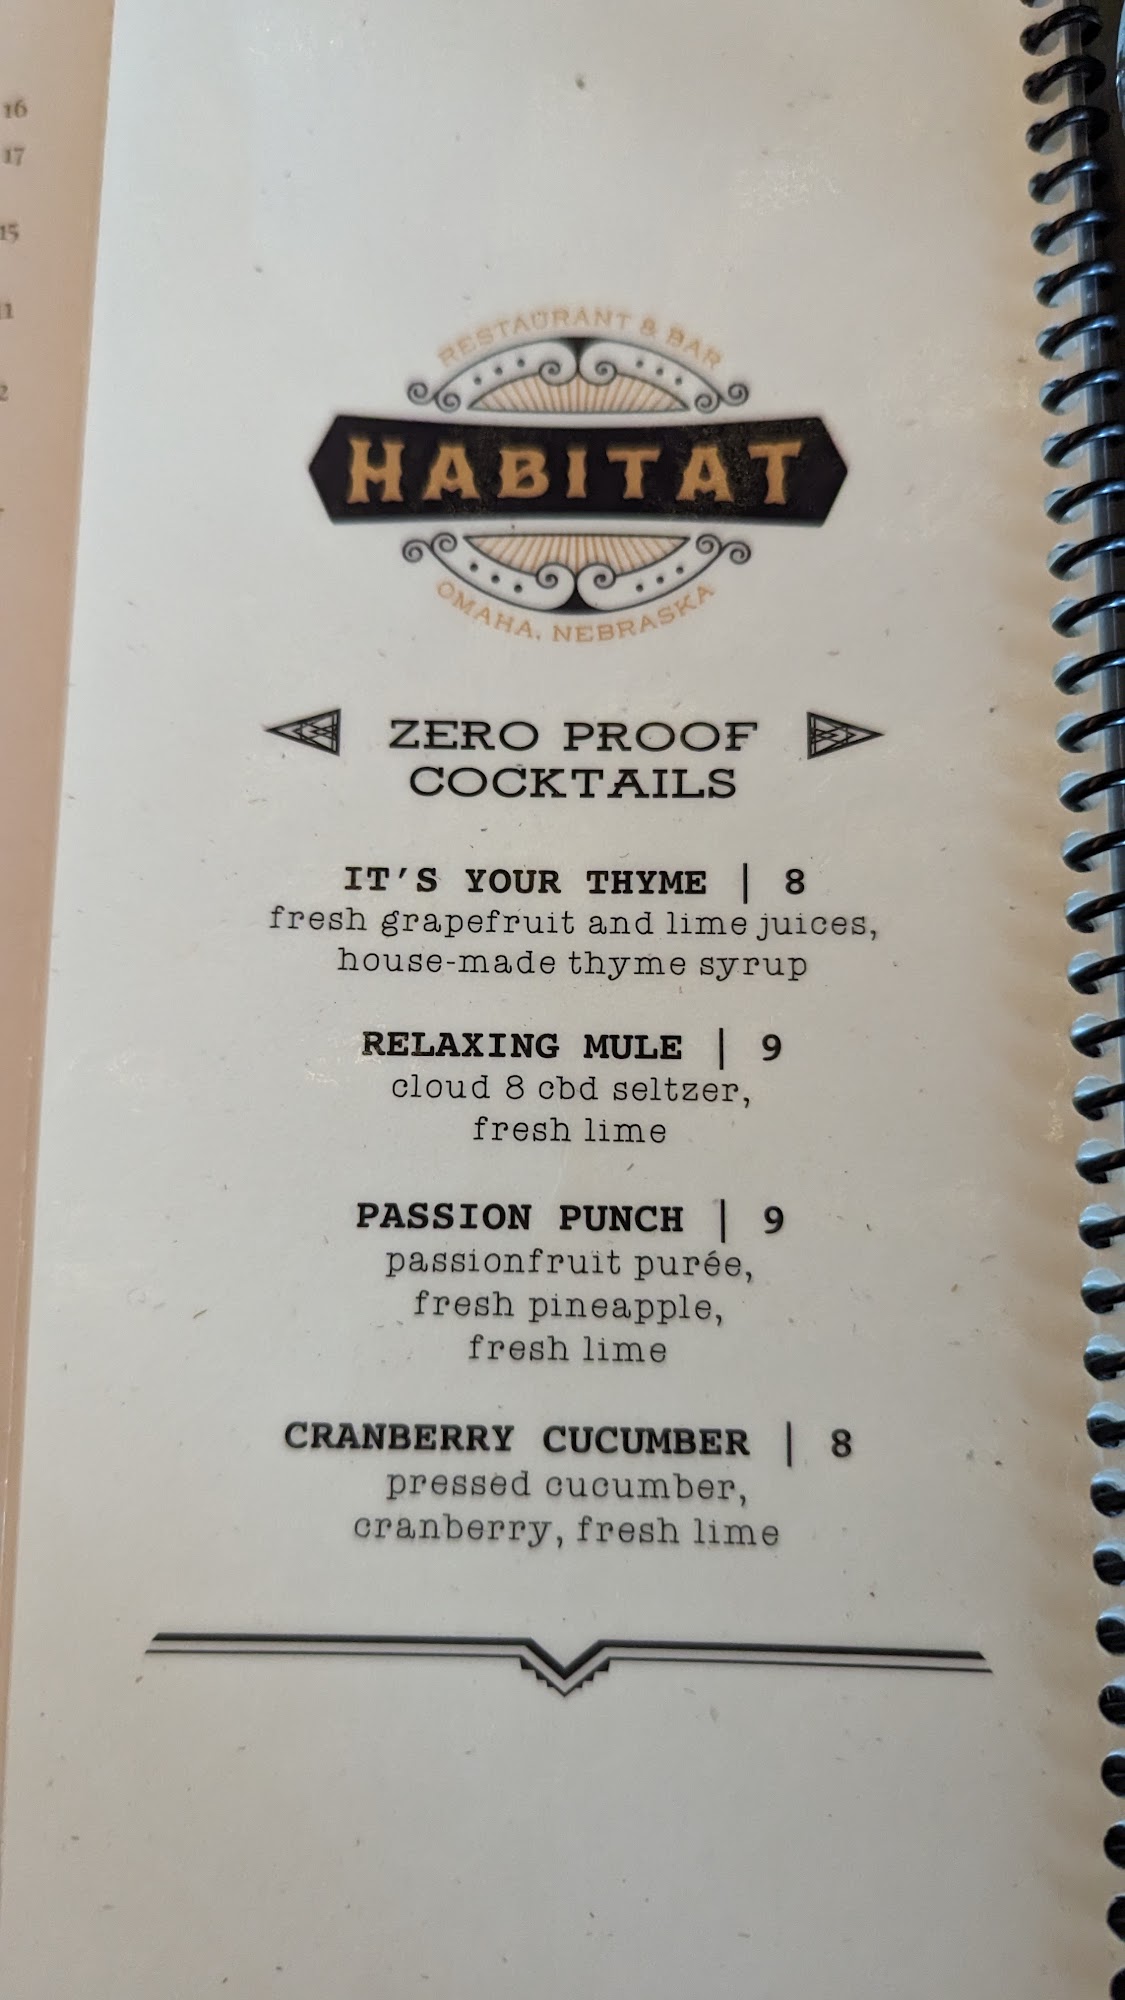 16
17
15
11
2
RESTAURANT & BAR
HABITAT
OMAHA, NEBRASKA
ZERO PROOF
COCKTAILS
IT'S YOUR THYME | 8
fresh grapefruit and lime juices,
house-made thyme syrup
RELAXING MULE | 9
cloud 8 cbd seltzer,
fresh lime
PASSION PUNCH | 9
passionfruit purée,
fresh pineapple,
fresh lime
CRANBERRY CUCUMBER | 8
pressed cucumber,
cranberry, fresh lime